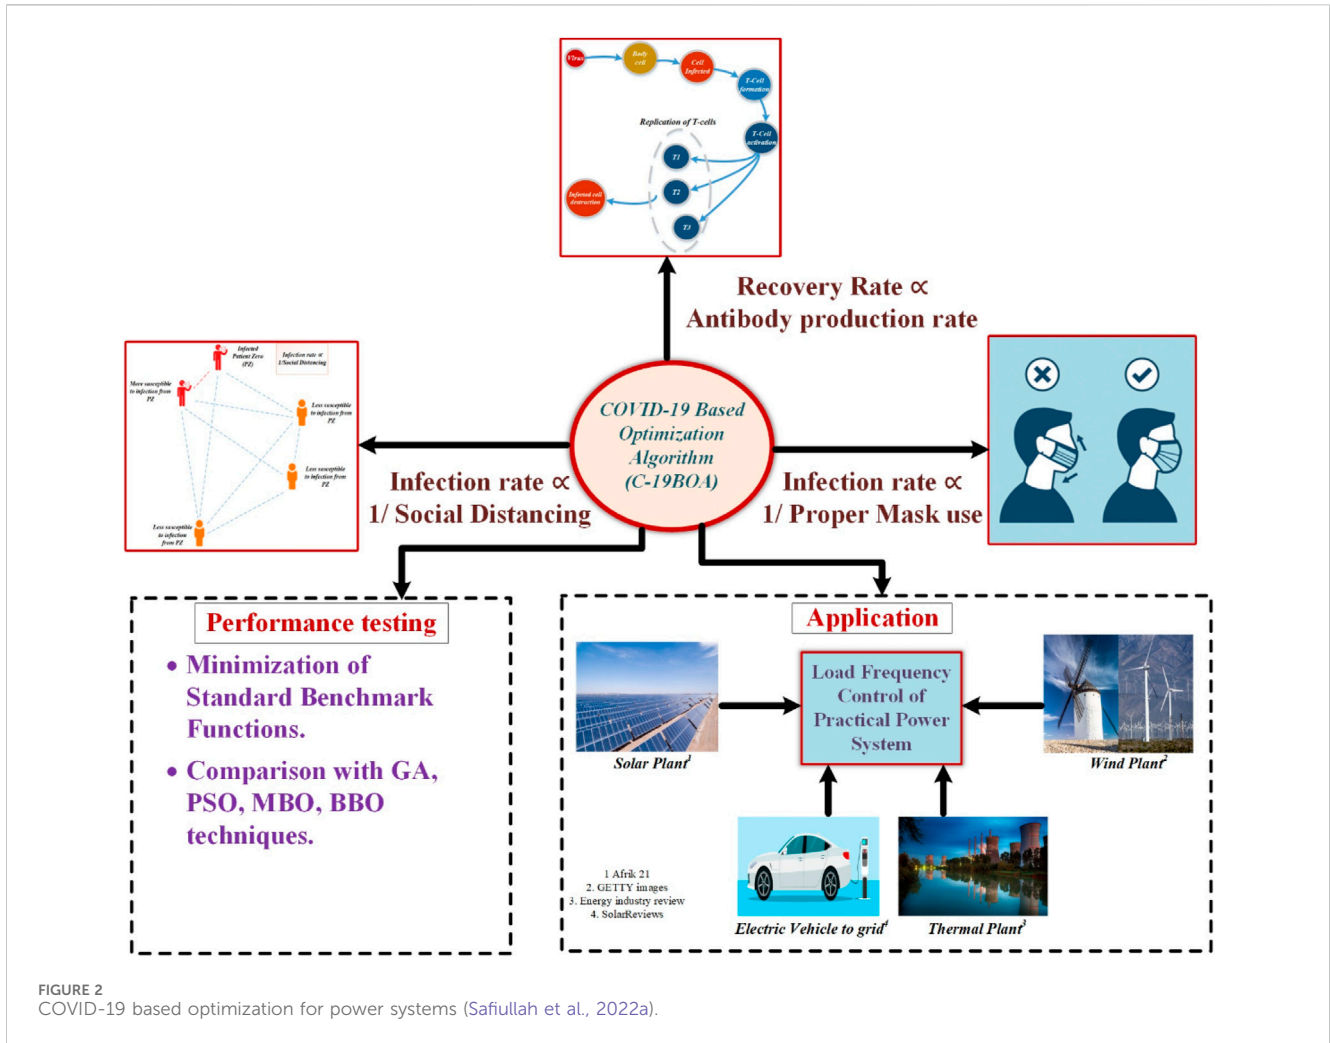 Virus
Body
cell
Cell
Infected
T-Cell
formation
T-Cell
activation
Replication of T-cells
T1
T2
T3
Infected cell
destruction
Recovery Rate ∝
Antibody production rate
Infected
Patient Zero
(PZ)
Infection rate ∝
1/Social Distancing
More susceptible
to infection from
PZ
Less susceptible
to infection from
PZ
Less susceptible
to infection from
PZ
Less susceptible
to infection
from PZ
COVID-19 Based
Optimization
Algorithm
(C-19BOA)
Infection rate ∝
1/ Social Distancing
Infection rate ∝
1/ Proper Mask use
Performance testing
• Minimization of
Standard Benchmark
Functions.
• Comparison with GA,
PSO, MBO, BBO
techniques.
Application
Load Frequency
Control of
Practical Power
System
Solar Plant1
Wind Plant2
Electric Vehicle to grid4
Thermal Plant3
1 Afrik 21
2. GETTY images
3. Energy industry review
4. SolarReviews
FIGURE 2
COVID-19 based optimization for power systems (Safiullah et al., 2022a).